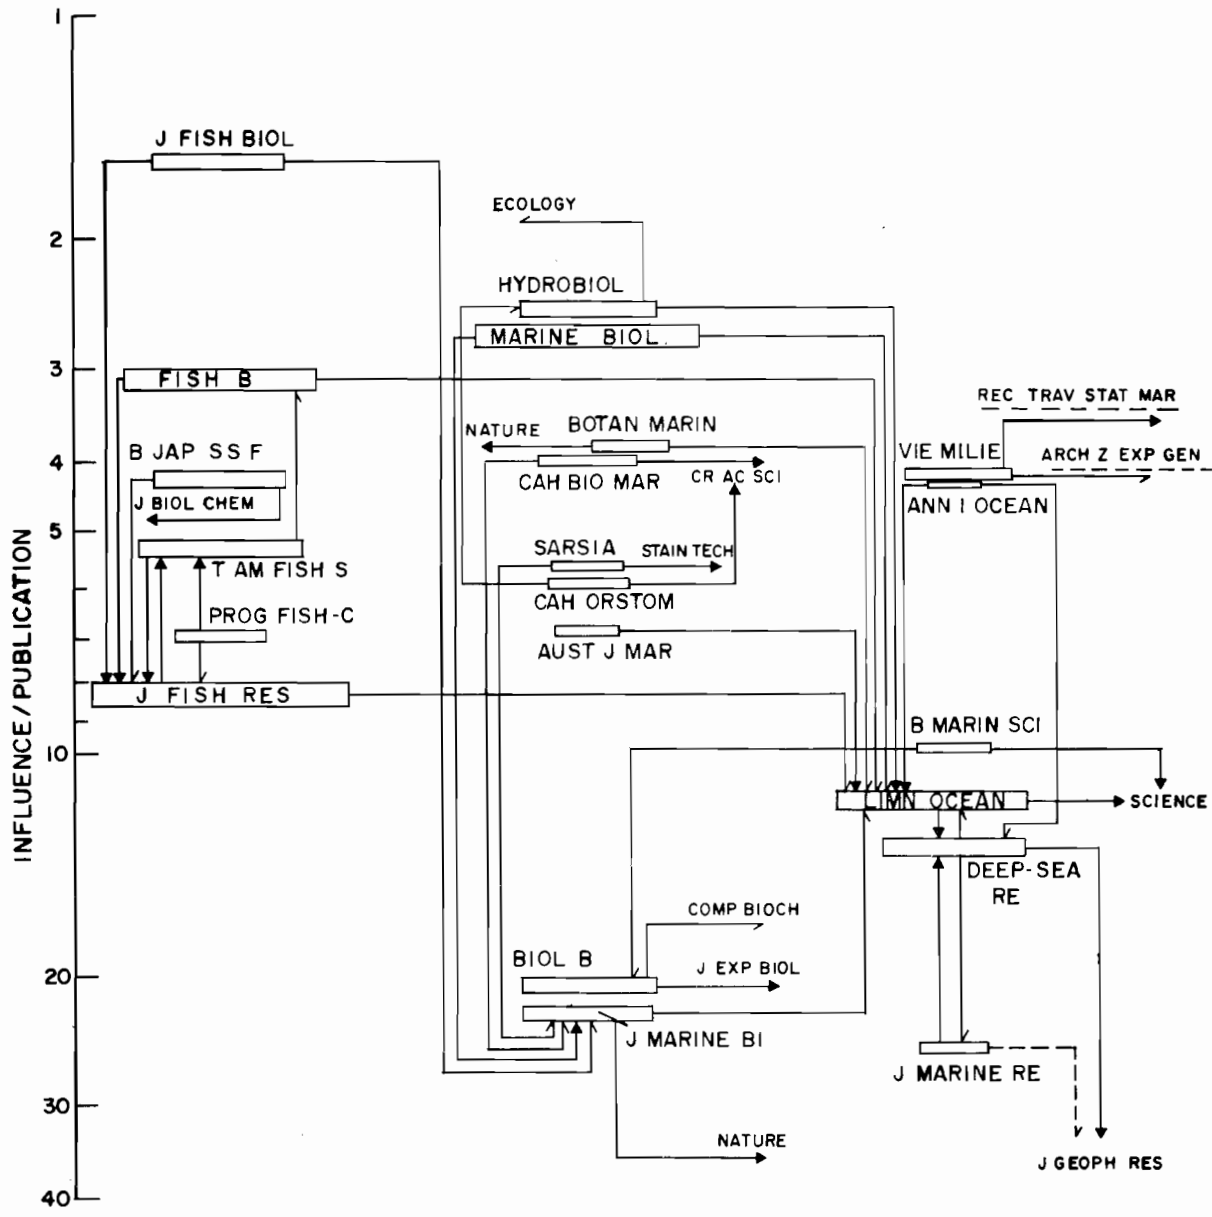 1
J FISH BIOL
ECOLOGY
2
HYDROBIOL
MARINE BIOL.
3
FISH B
REC TRAV STAT MAR
NATURE
BOTAN MARIN
VIE MILIE
ARCH Z EXP GEN
B JAP SS F
4
CAH BIO MAR
CR AC SCI
J BIOL CHEM
ANN I OCEAN
5
SARSIA
STAIN TECH
T AM FISH S
CAH ORSTOM
PROG FISH-C
AUST J MAR
INFLUENCE/PUBLICATION
J FISH RES
B MARIN SCI
10
LIMN OCEAN
SCIENCE
DEEP-SEA
RE
COMP BIOCH
BIOL B
J EXP BIOL
20
J MARINE BI
J MARINE RE
30
NATURE
J GEOPH RES
40